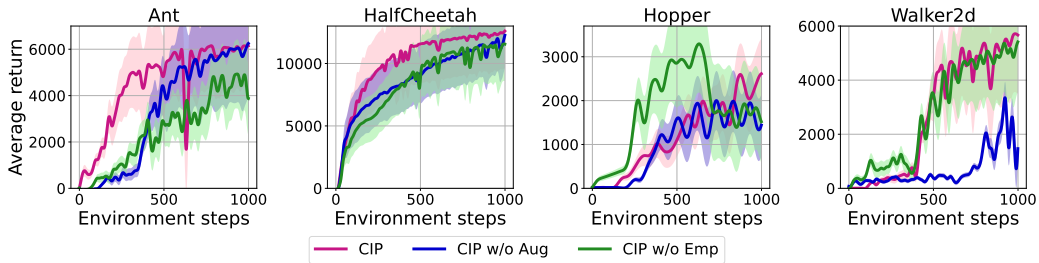 Ant
HalfCheetah
Hopper
Walker2d
Average return
6000
4000
2000
0
0
500
1000
Environment steps
10000
5000
0
0
500
1000
Environment steps
3000
2000
1000
0
0
500
1000
Environment steps
6000
4000
2000
0
0
500
1000
Environment steps
CIP
CIP w/o Aug
CIP w/o Emp